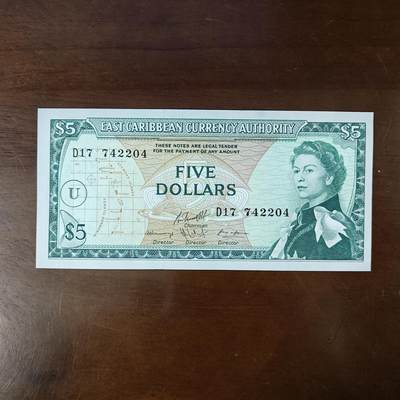 $5 EAST CARIBBEAN CURRENCY AUTHORITY $5
THESE NOTES ARE LEGAL TENDER
FOR THE PAYMENT OF ANY AMOUNT
D17 742204
FIVE
DOLLARS
U
D17 742204
Chairman
$5
Director Director Director